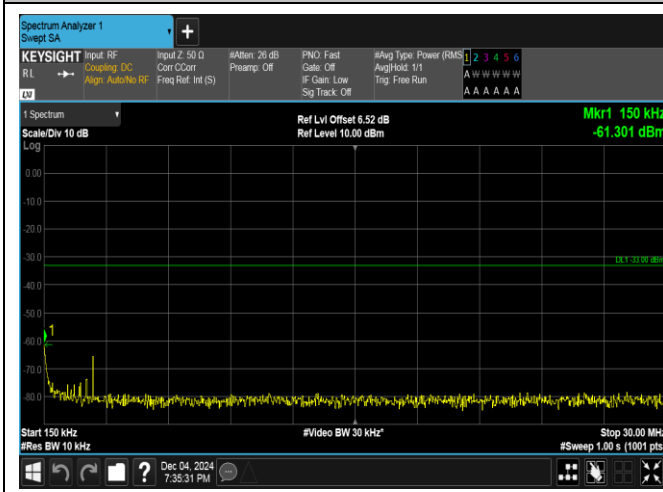 Spectrum Analyzer 1
Swept SA
KEYSIGHT
RL
LXI
Input: RF
Coupling: DC
Align: Auto/No RF
Input Z: 50 Ω
Corr CCorr
Freq Ref: Int (S)
#Atten: 26 dB
Preamp: Off
PNO: Fast
Gate: Off
IF Gain: Low
Sig Track: Off
#Avg Type: Power (RMS
Avg|Hold: 1/1
Trig: Free Run
1 2 3 4 5 6
A W W W W W
A A A A A A
1 Spectrum
Scale/Div 10 dB
Log
Ref Lvl Offset 6.52 dB
Ref Level 10.00 dBm
Mkr1 150 kHz
-61.301 dBm
0.00
-10.0
-20.0
-30.0
DL1 -33.00 dBm
-40.0
-50.0
1
-60.0
-70.0
-80.0
Start 150 kHz
#Res BW 10 kHz
#Video BW 30 kHz*
Stop 30.00 MHz
#Sweep 1.00 s (1001 pts
?
Dec 04, 2024
7:35:31 PM